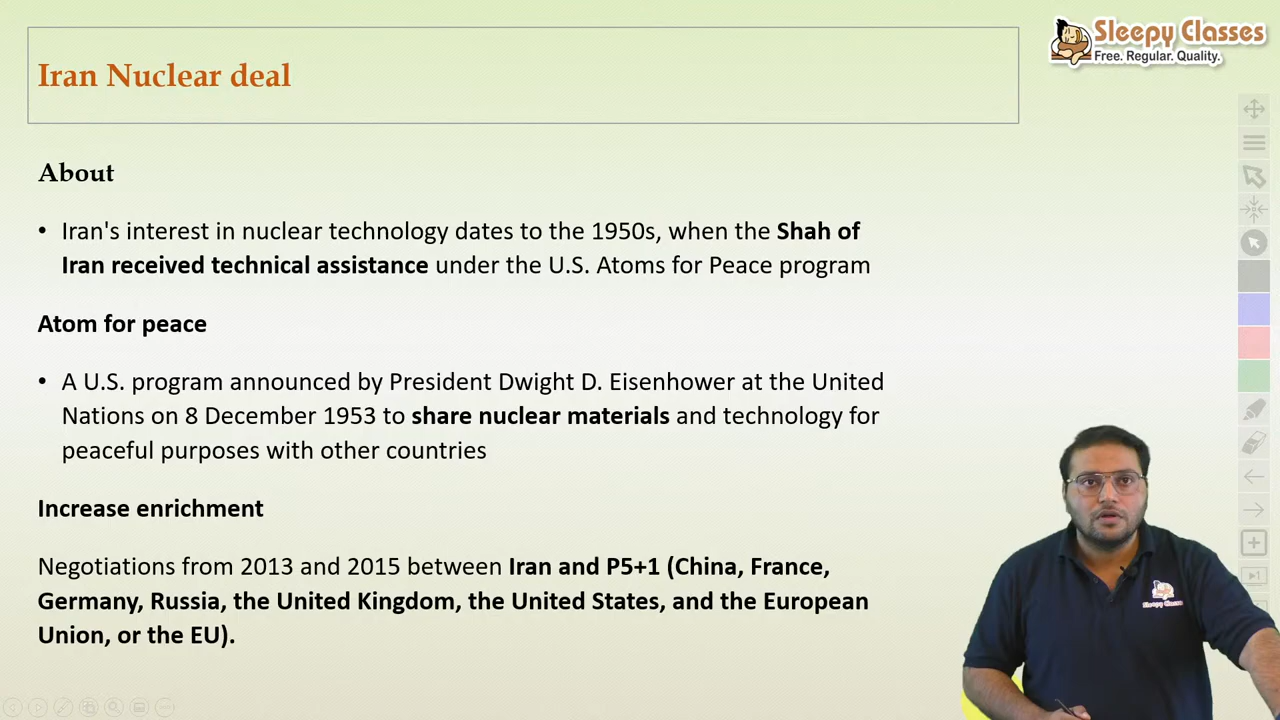 Sleepy Classes
Free. Regular. Quality.
Iran Nuclear deal
About
• Iran's interest in nuclear technology dates to the 1950s, when the Shah of
Iran received technical assistance under the U.S. Atoms for Peace program
Atom for peace
• A U.S. program announced by President Dwight D. Eisenhower at the United
Nations on 8 December 1953 to share nuclear materials and technology for
peaceful purposes with other countries
Increase enrichment
Negotiations from 2013 and 2015 between Iran and P5+1 (China, France,
Germany, Russia, the United Kingdom, the United States, and the European
Union, or the EU).
Sleepy Classes